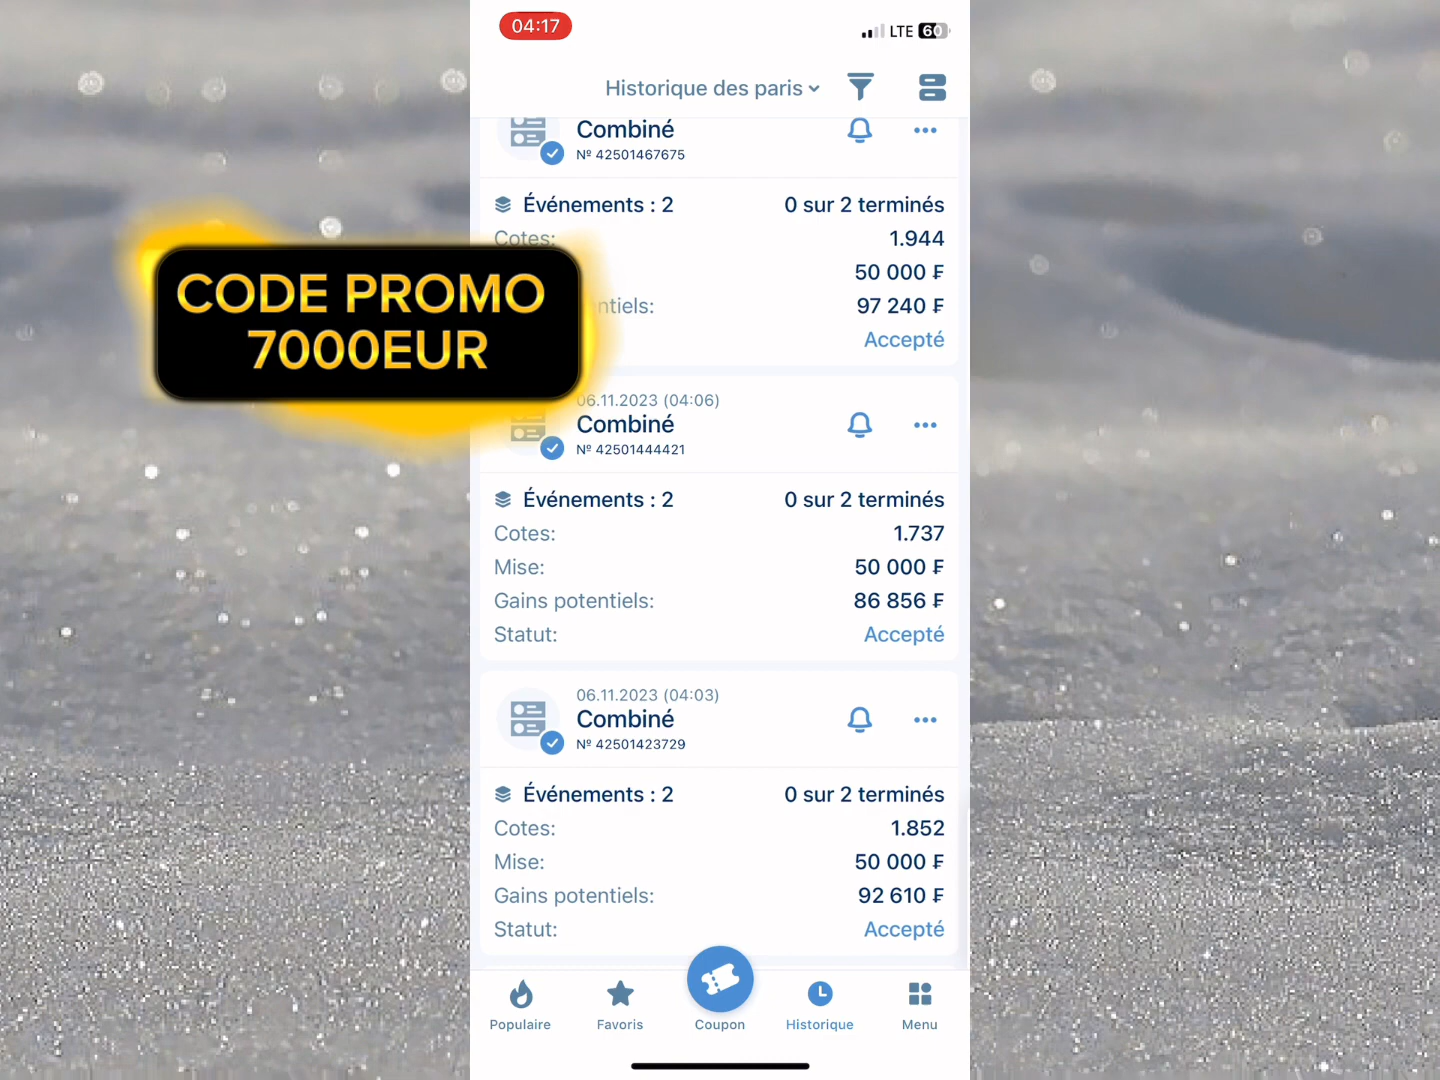 04:17
LTE 60
Historique des paris
Combiné
Nº 42501467675
Événements : 2
0 sur 2 terminés
Cotes:
1.944
50 000 ₣
ntiels:
97 240 ₣
Accepté
CODE PROMO
7000EUR
06.11.2023 (04:06)
Combiné
Nº 42501444421
Événements : 2
0 sur 2 terminés
Cotes:
1.737
Mise:
50 000 ₣
Gains potentiels:
86 856 ₣
Statut:
Accepté
06.11.2023 (04:03)
Combiné
Nº 42501423729
Événements : 2
0 sur 2 terminés
Cotes:
1.852
Mise:
50 000 ₣
Gains potentiels:
92 610 ₣
Statut:
Accepté
Populaire
Favoris
Coupon
Historique
Menu